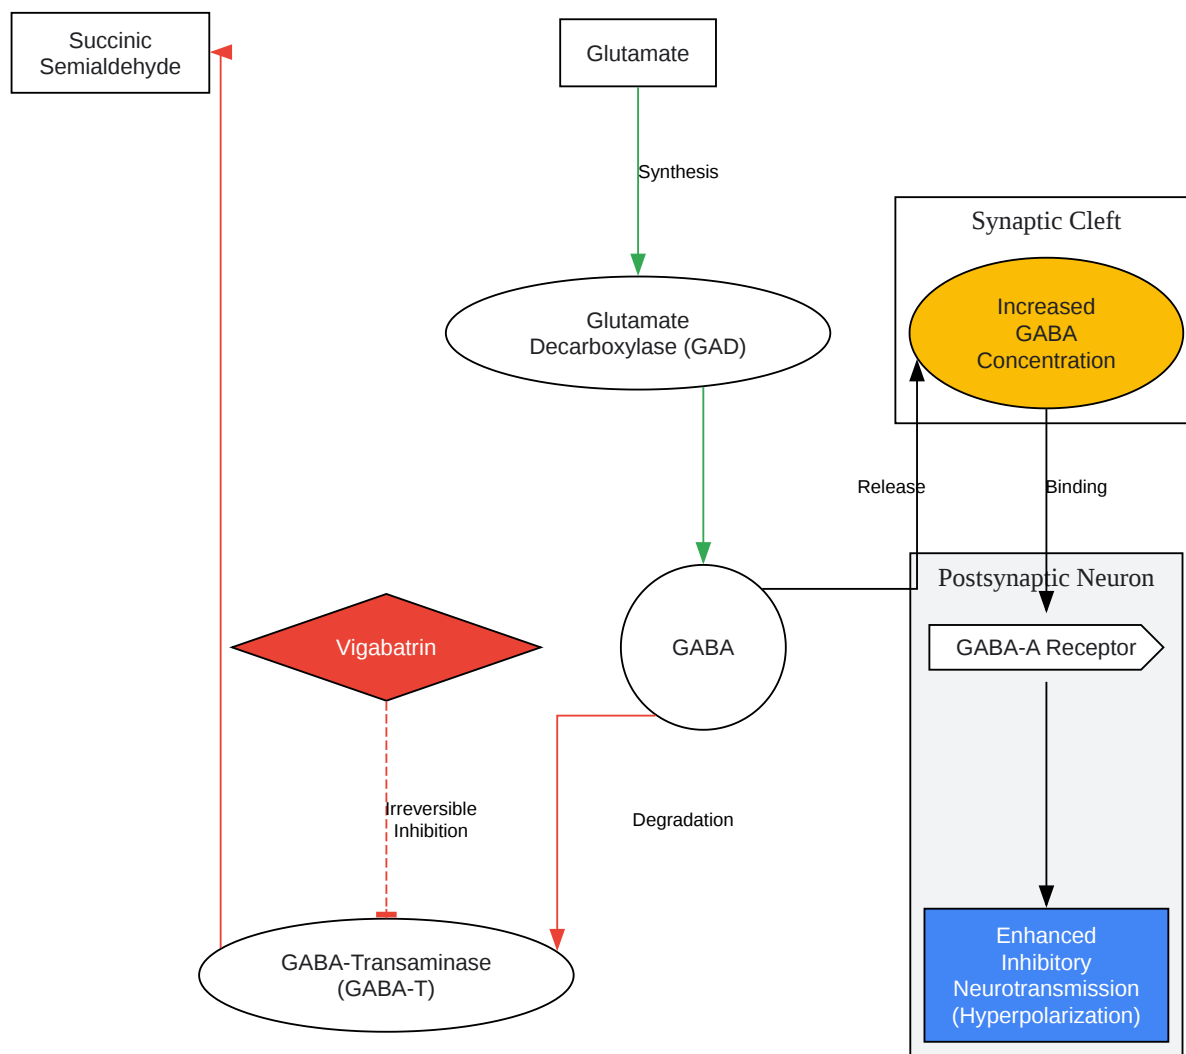 Succinic
Semialdehyde
Glutamate
Synthesis
Synaptic Cleft
Increased
GABA
Concentration
Glutamate
Decarboxylase (GAD)
Release
Binding
Postsynaptic Neuron
Vigabatrin
GABA
GABA-A Receptor
Irreversible
Inhibition
Degradation
GABA-Transaminase
(GABA-T)
Enhanced
Inhibitory
Neurotransmission
(Hyperpolarization)